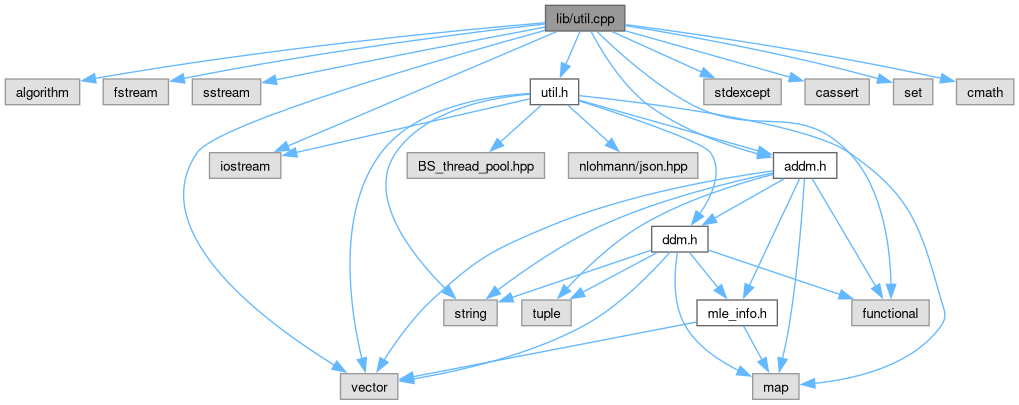 lib/util.cpp
algorithm
fstream
sstream
util.h
stdexcept
cassert
set
cmath
iostream
BS_thread_pool.hpp
nlohmann/json.hpp
addm.h
ddm.h
string
tuple
mle_info.h
functional
vector
map